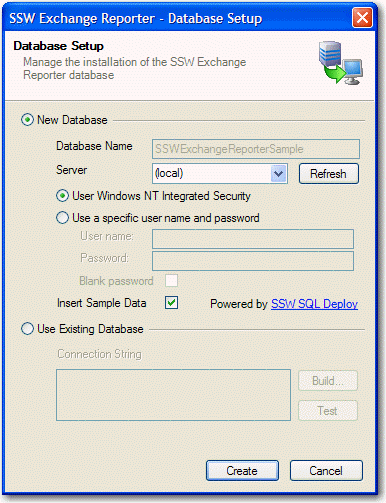 SSW Exchange Reporter - Database Setup
Database Setup
Manage the installation of the SSW Exchange
Reporter database
New Database
Database Name SSWExchangeReporterSample
Server (local) Refresh
User Windows NT Integrated Security
Use a specific user name and password
User name:
Password:
Blank password
Insert Sample Data Powered by SSW SQL Deploy
Use Existing Database
Connection String
Build...
Test
Create Cancel